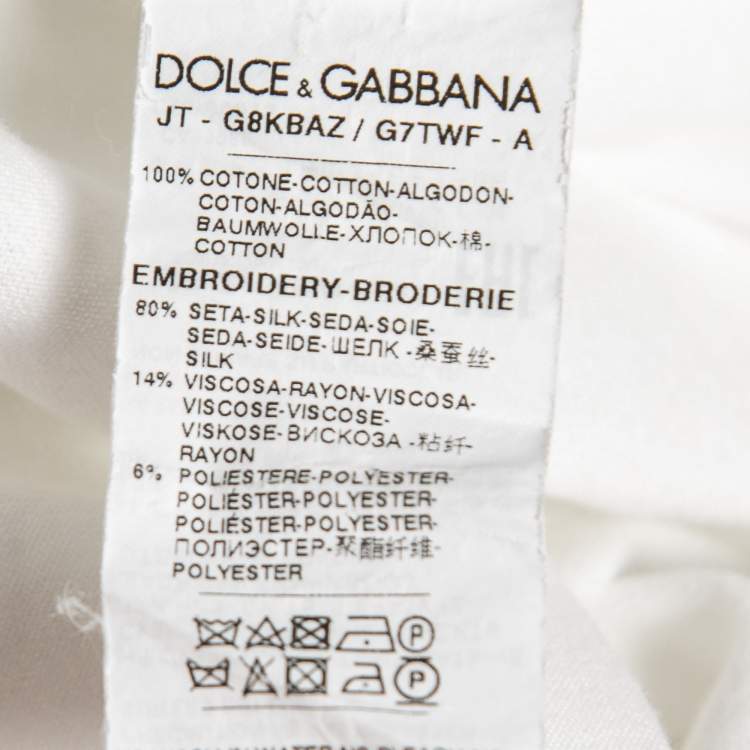 DOLCE & GABBANA
JT - G8KBAZ / G7TWF - A
100% COTONE-COTTON-ALGODON-
COTON-ALGODÃO-
BAUMWOLLE-ХЛОПОК-棉-
COTTON
EMBROIDERY-BRODERIE
80% SETA-SILK-SEDA-SOIE-
SEDA-SEIDE-ШЕЛК-桑蚕丝-
SILK
14% VISCOSA-RAYON-VISCOSA-
VISCOSE-VISCOSE-
VISKOSE-ВИСКОЗА-粘纤-
RAYON
6% POLIESTERE-POLYESTER-
POLIÉSTER-POLYESTER-
POLIÉSTER-POLYESTER-
ПОЛИЭСТЕР-聚酯纤维-
POLYESTER
P
P